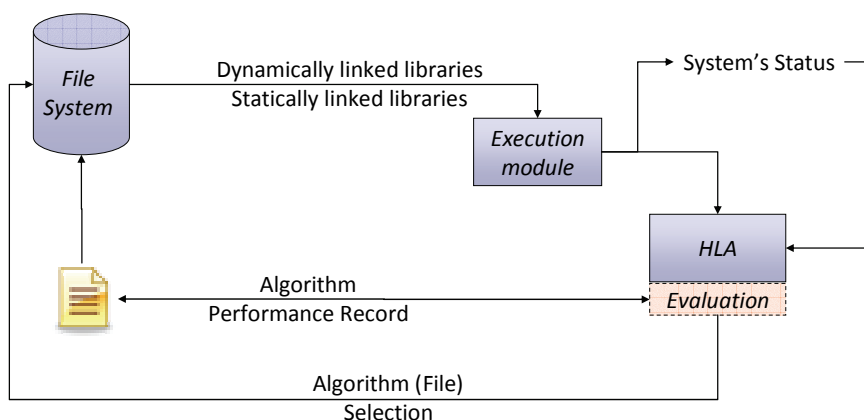 File
System
Dynamically linked libraries
Statically linked libraries
System's Status
Execution
module
HLA
Evaluation
Algorithm
Performance Record
Algorithm (File)
Selection